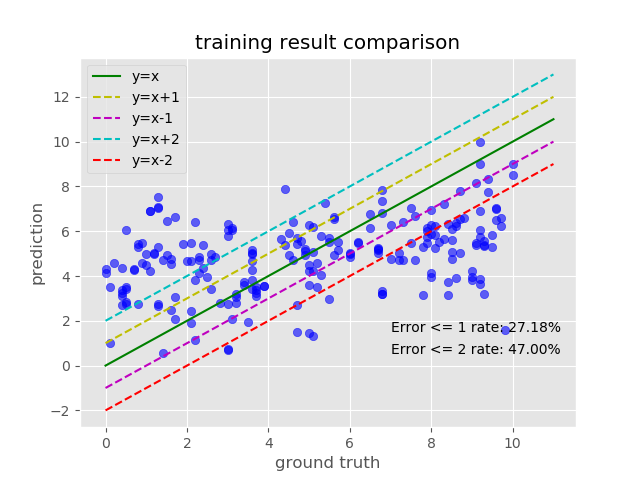 training result comparison
y=x
y=x+1
y=x-1
y=x+2
y=x-2
12
10
8
6
4
2
0
−2
prediction
Error <= 1 rate: 27.18%
Error <= 2 rate: 47.00%
0 2 4 6 8 10
ground truth